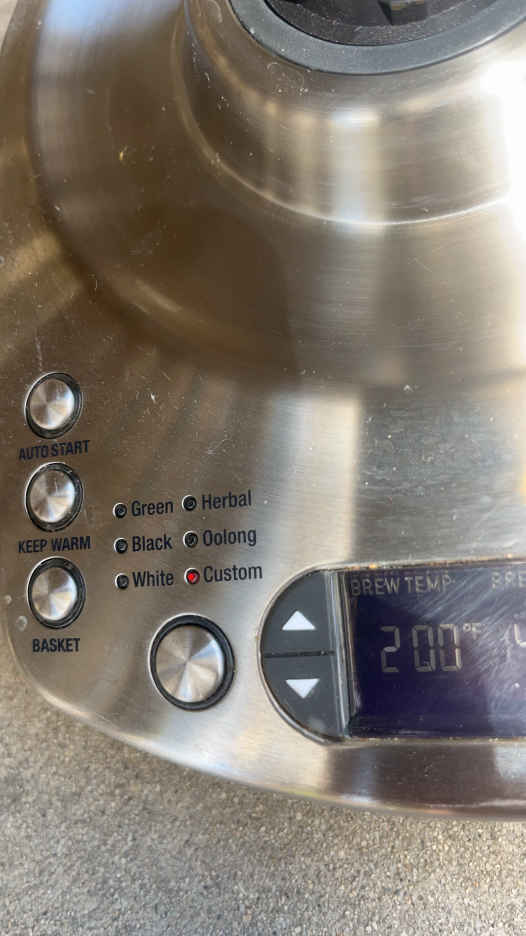 AUTO START
KEEP WARM
BASKET
Green Herbal
Black Oolong
White Custom
BREW TEMP
200°F